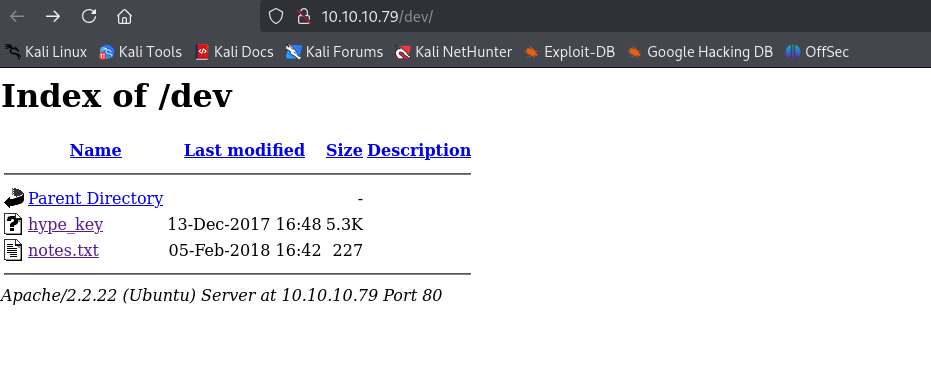 10.10.10.79/dev/
Kali Linux Kali Tools Kali Docs Kali Forums Kali NetHunter Exploit-DB Google Hacking DB OffSec
Index of /dev
Name Last modified Size Description
Parent Directory -
hype_key 13-Dec-2017 16:48 5.3K
notes.txt 05-Feb-2018 16:42 227
Apache/2.2.22 (Ubuntu) Server at 10.10.10.79 Port 80